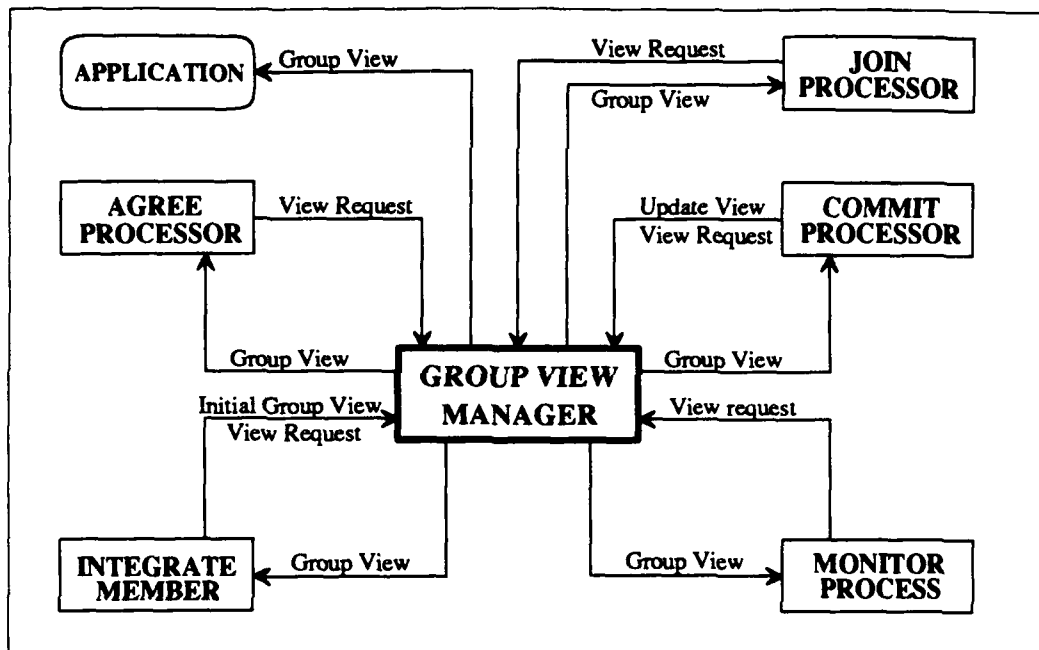 APPLICATION
Group View
View Request
Group View
JOIN
PROCESSOR
AGREE
PROCESSOR
View Request
Update View
View Request
COMMIT
PROCESSOR
Group View
GROUP VIEW
MANAGER
Group View
Initial Group View
View Request
View request
INTEGRATE
MEMBER
Group View
Group View
MONITOR
PROCESS